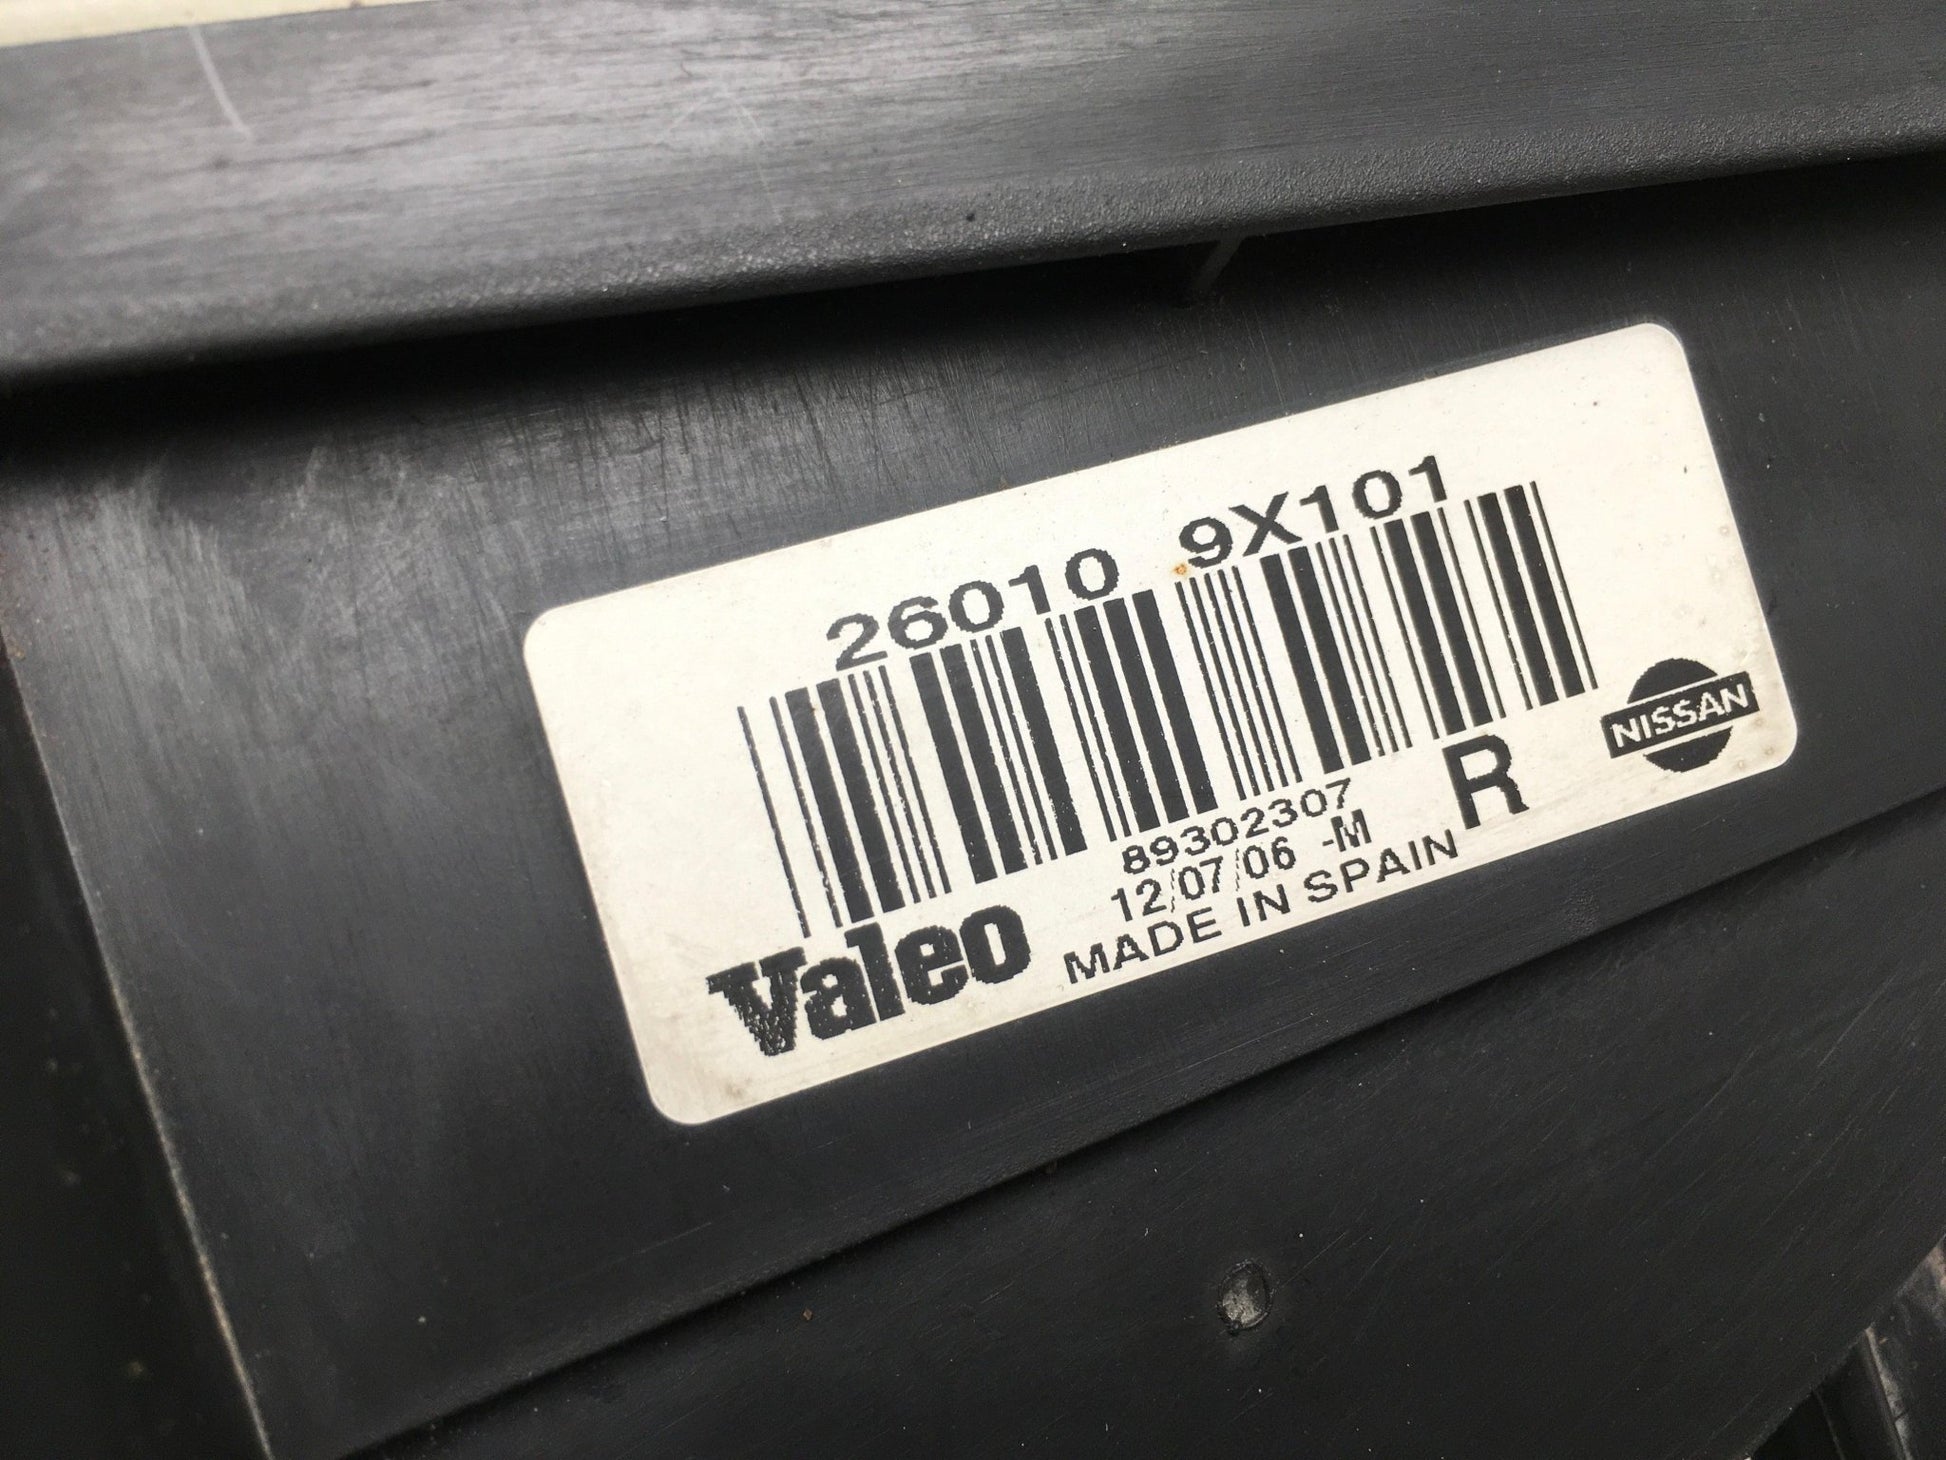 26010 9X101
NISSAN
R
89302307
12/07/06 -M
MADE IN SPAIN
Valeo